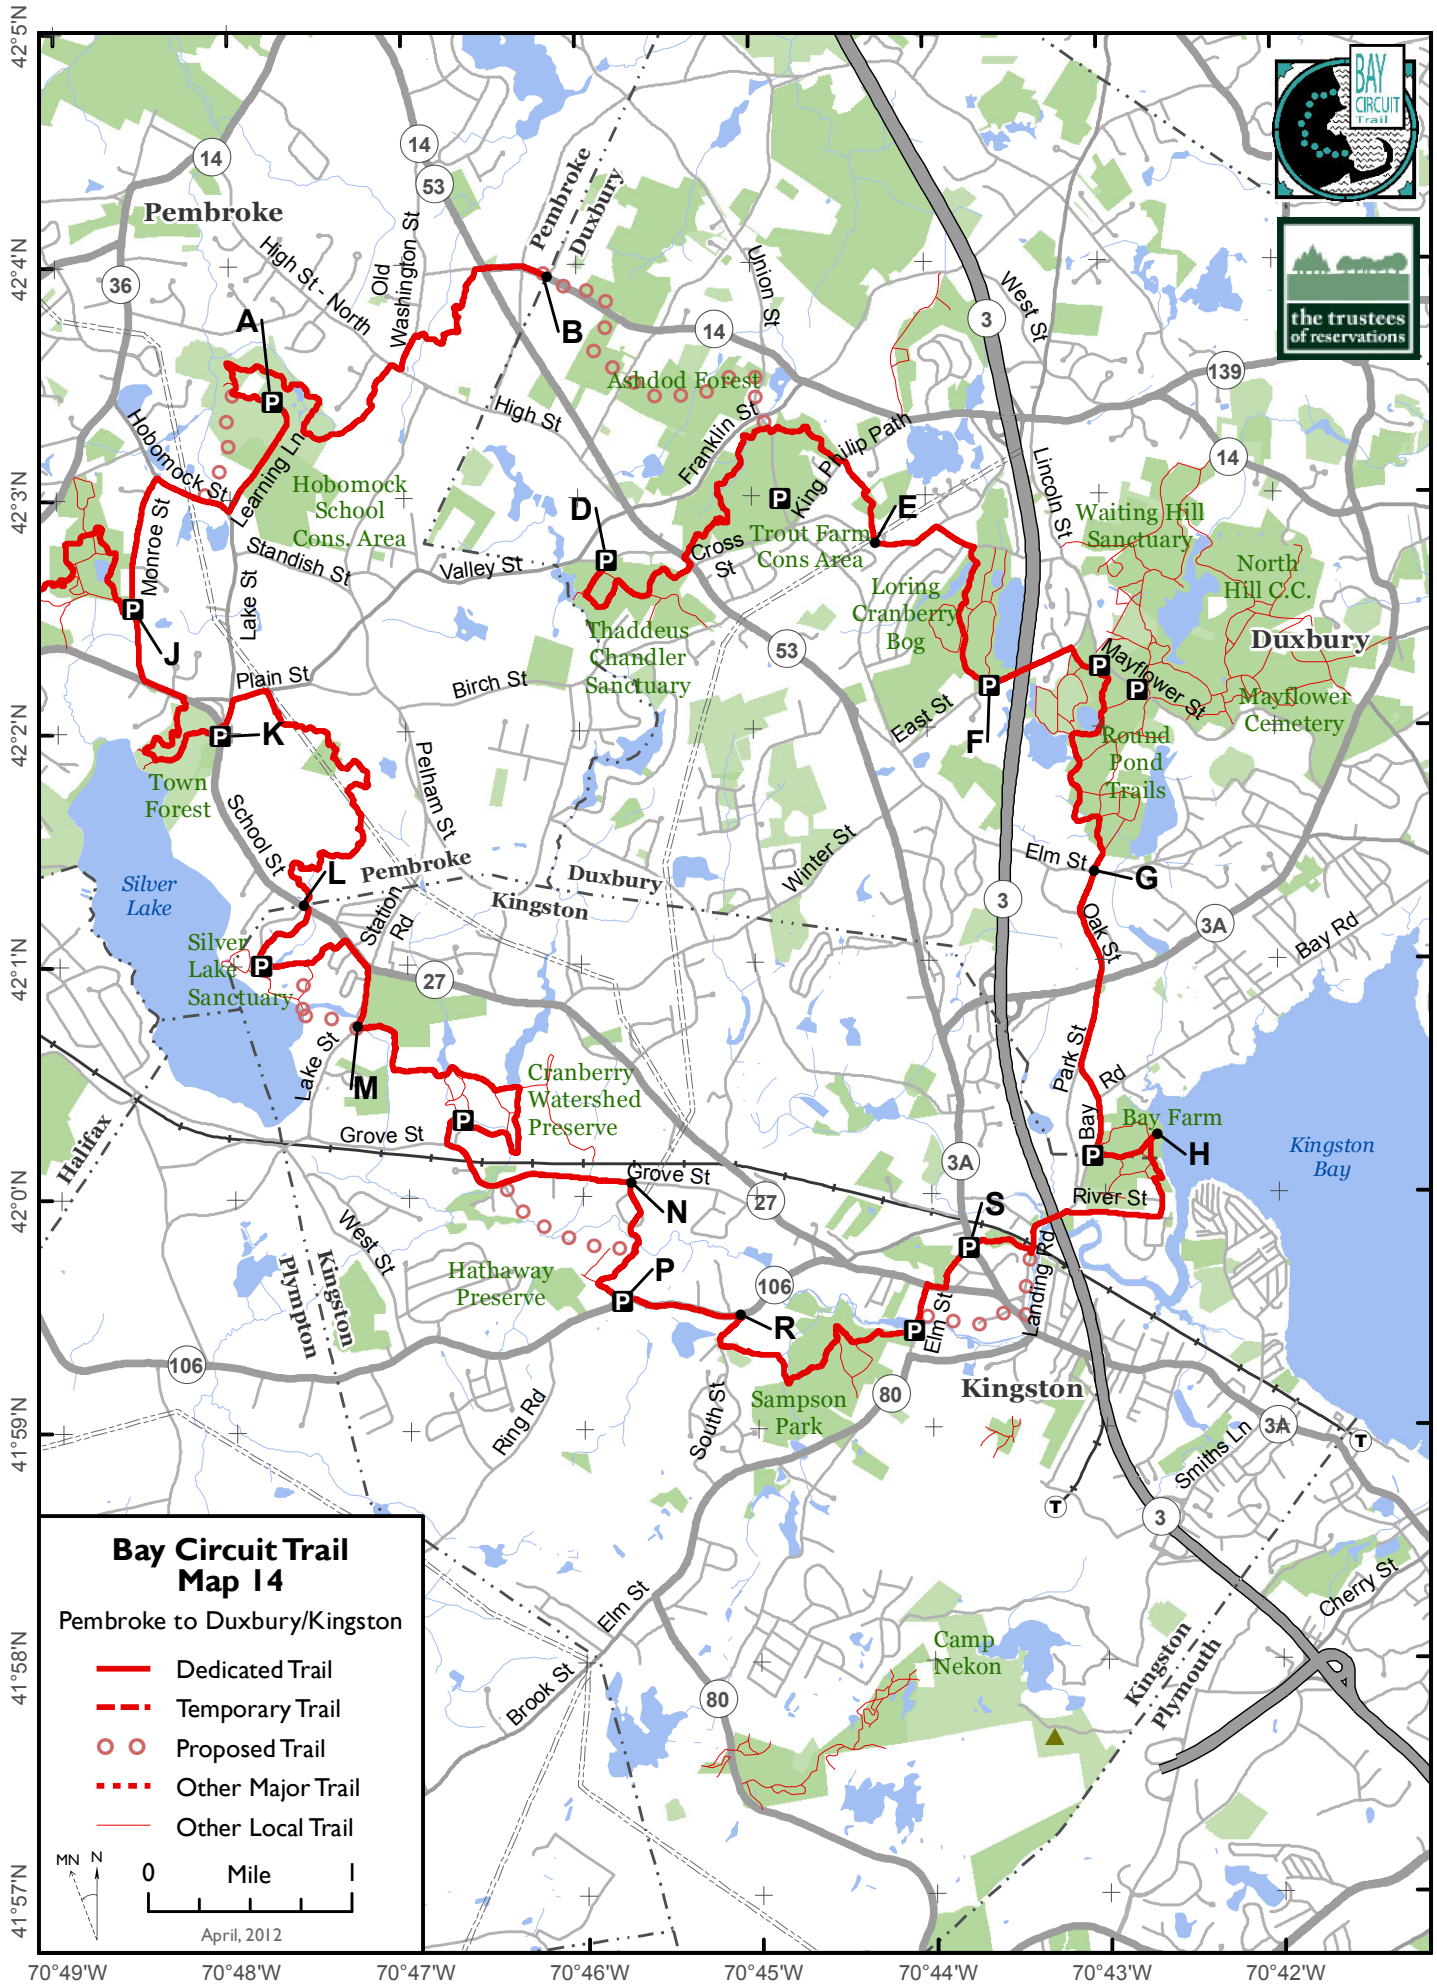 42°5'N
42°4'N
42°3'N
42°2'N
42°1'N
42°0'N
41°59'N
41°58'N
41°57'N
70°49'W
70°48'W
70°47'W
70°46'W
70°45'W
70°44'W
70°43'W
70°42'W
BAY
CIRCUIT
Trail
the trustees
of reservations
14
14
53
Pembroke
Pembroke
Duxbury
High St - North
Old
Washington St
Union St
West St
36
A
B
3
14
139
P
Ashdod Forest
High St
Franklin St
King Philip Path
Hobomock St
Learning Ln
Hobomock
School
Cons. Area
Lincoln St
14
P
D
E
Monroe St
Waiting Hill
Sanctuary
Trout Farm
Cons Area
Cross
St
Standish St
Valley St
P
North
Hill C.C.
Lake St
Loring
Cranberry
Bog
P
J
Thaddeus
Chandler
Sanctuary
53
Duxbury
Plain St
Birch St
P
Mayflower St
P
P
Mayflower
Cemetery
East St
F
P
K
Round
Pond
Trails
Town
Forest
Pelham St
School St
Winter St
Elm St
G
L
Pembroke
Duxbury
Kingston
Silver
Lake
Station
Rd
3
Oak St
3A
Bay Rd
Silver
Lake
Sanctuary
P
27
Lake St
M
Park St
Bay
Rd
Cranberry
Watershed
Preserve
P
Bay Farm
Grove St
Halifax
P
H
Kingston
Bay
3A
Grove St
River St
27
N
S
West St
P
Landing Rd
Kingston
Plympton
Hathaway
Preserve
P
P
106
R
Elm St
P
106
80
Kingston
Sampson
Park
South St
Ring Rd
Smiths Ln
3A
T
T
3
Bay Circuit Trail
Map 14
Pembroke to Duxbury/Kingston
Dedicated Trail
Temporary Trail
Proposed Trail
Other Major Trail
Other Local Trail
MN
N
0
Mile
1
April, 2012
Elm St
Brook St
80
Camp
Nekon
Kingston
Plymouth
Cherry St